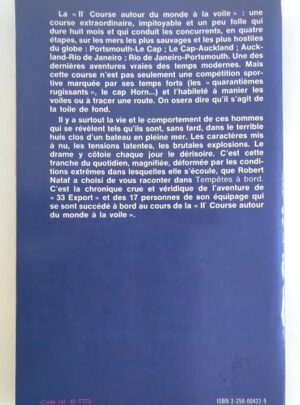 La « IIᵉ Course autour du monde à la voile » : une
course extraordinaire, impitoyable et un peu folle qui
dure huit mois et qui conduit les concurrents, en quatre
étapes, sur les mers les plus sauvages et les plus hostiles
du globe : Portsmouth-Le Cap ; Le Cap-Auckland ; Auck-
land-Rio de Janeiro ; Rio de Janeiro-Portsmouth. Une des
dernières aventures vraies des temps modernes. Mais
cette course n'est pas seulement une compétition spor-
tive marquée par ses temps forts (les « quarantièmes
rugissants », le cap Horn...) et l'habileté à manier les
voiles ou à tracer une route. On osera dire qu'il s'agit de
la toile de fond.
Il y a surtout la vie et le comportement de ces hommes
qui se révèlent tels qu'ils sont, sans fard, dans le terrible
huis clos d'un bateau en pleine mer. Les caractères mis
à nu, les tensions latentes, les brutales explosions. Le
drame y côtoie chaque jour le dérisoire. C'est cette
tranche du quotidien, magnifiée, déformée par les condi-
tions extrêmes dans lesquelles elle s'écoule, que Robert
Nataf a choisi de vous raconter dans Tempêtes à bord.
C'est la chronique crue et véridique de l'aventure de
« 33 Export » et des 17 personnes de son équipage qui
se sont succédé à bord au cours de la « IIᵉ Course autour
du monde à la voile ».
ISBN 2-258-00422-5